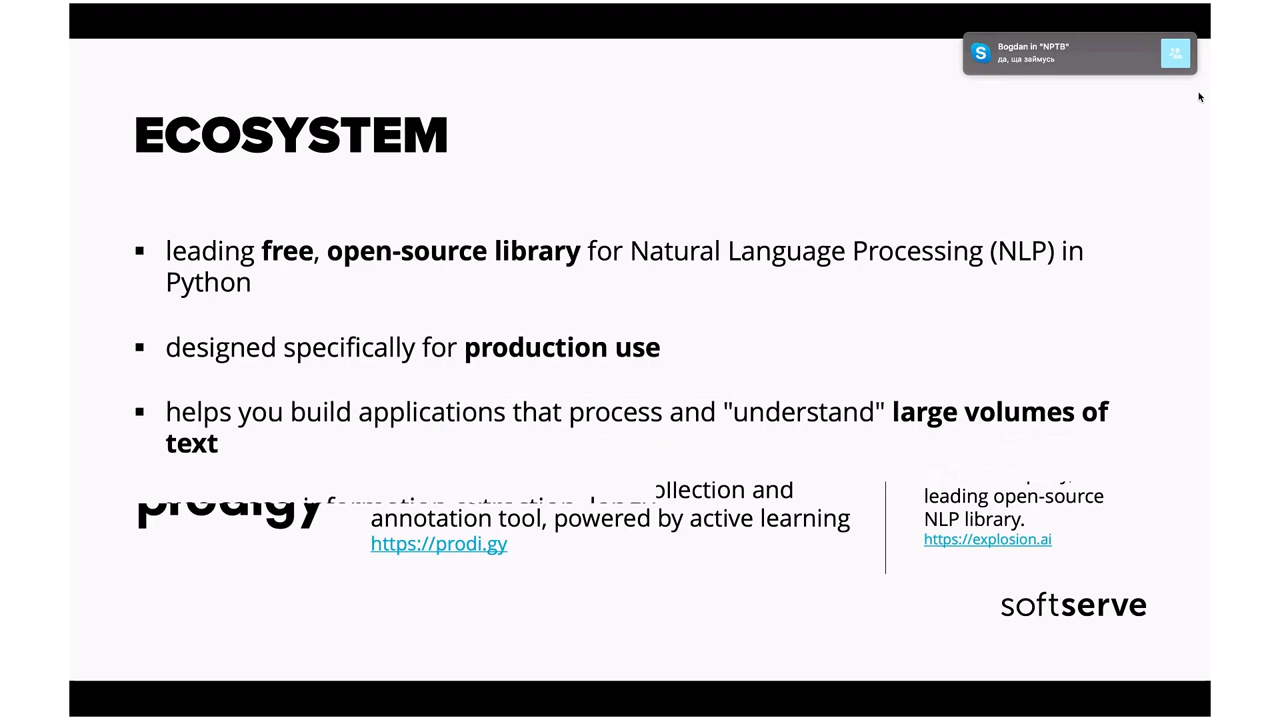 Bogdan in "NPTB"
да, ща займусь
ECOSYSTEM
leading free, open-source library for Natural Language Processing (NLP) in
Python
designed specifically for production use
helps you build applications that process and "understand" large volumes of
text
prodigy
ollection and
annotation tool, powered by active learning
https://prodi.gy
leading open-source
NLP library.
https://explosion.ai
softserve